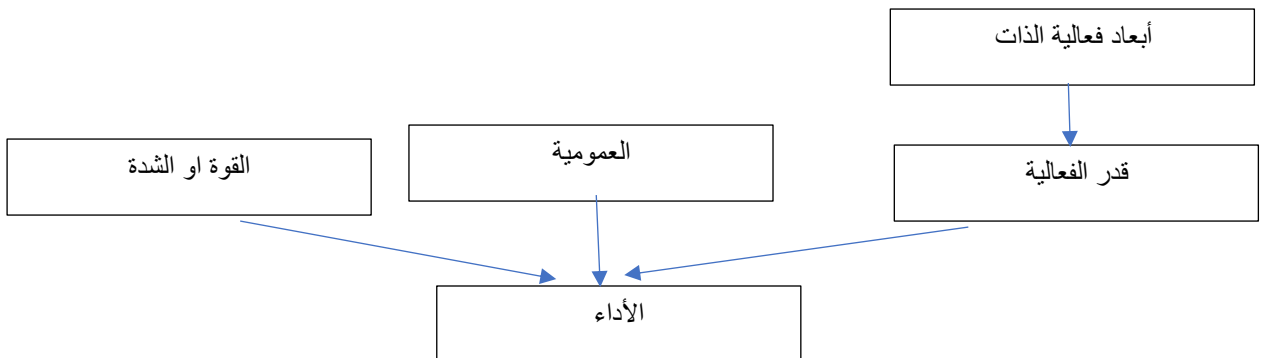 أبعاد فعالية الذات
قدر الفعالية
العمومية
القوة او الشدة
الأداء